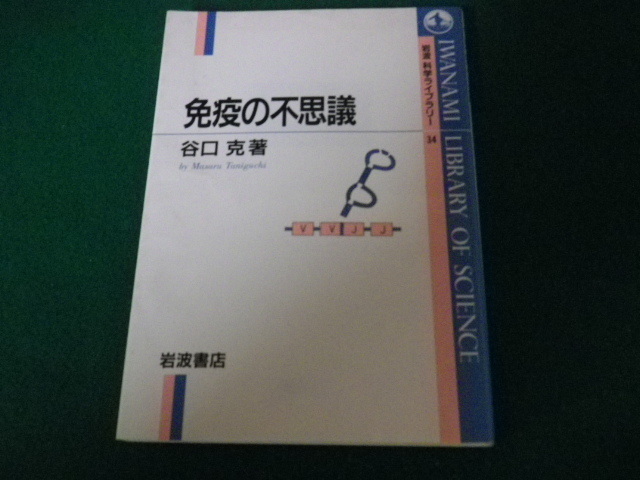 免疫の不思議
谷口 克著
by Masaru Taniguchi
V V J J
岩波書店
岩波 科学ライブラリー
34
IWANAMI LIBRARY OF SCIENCE